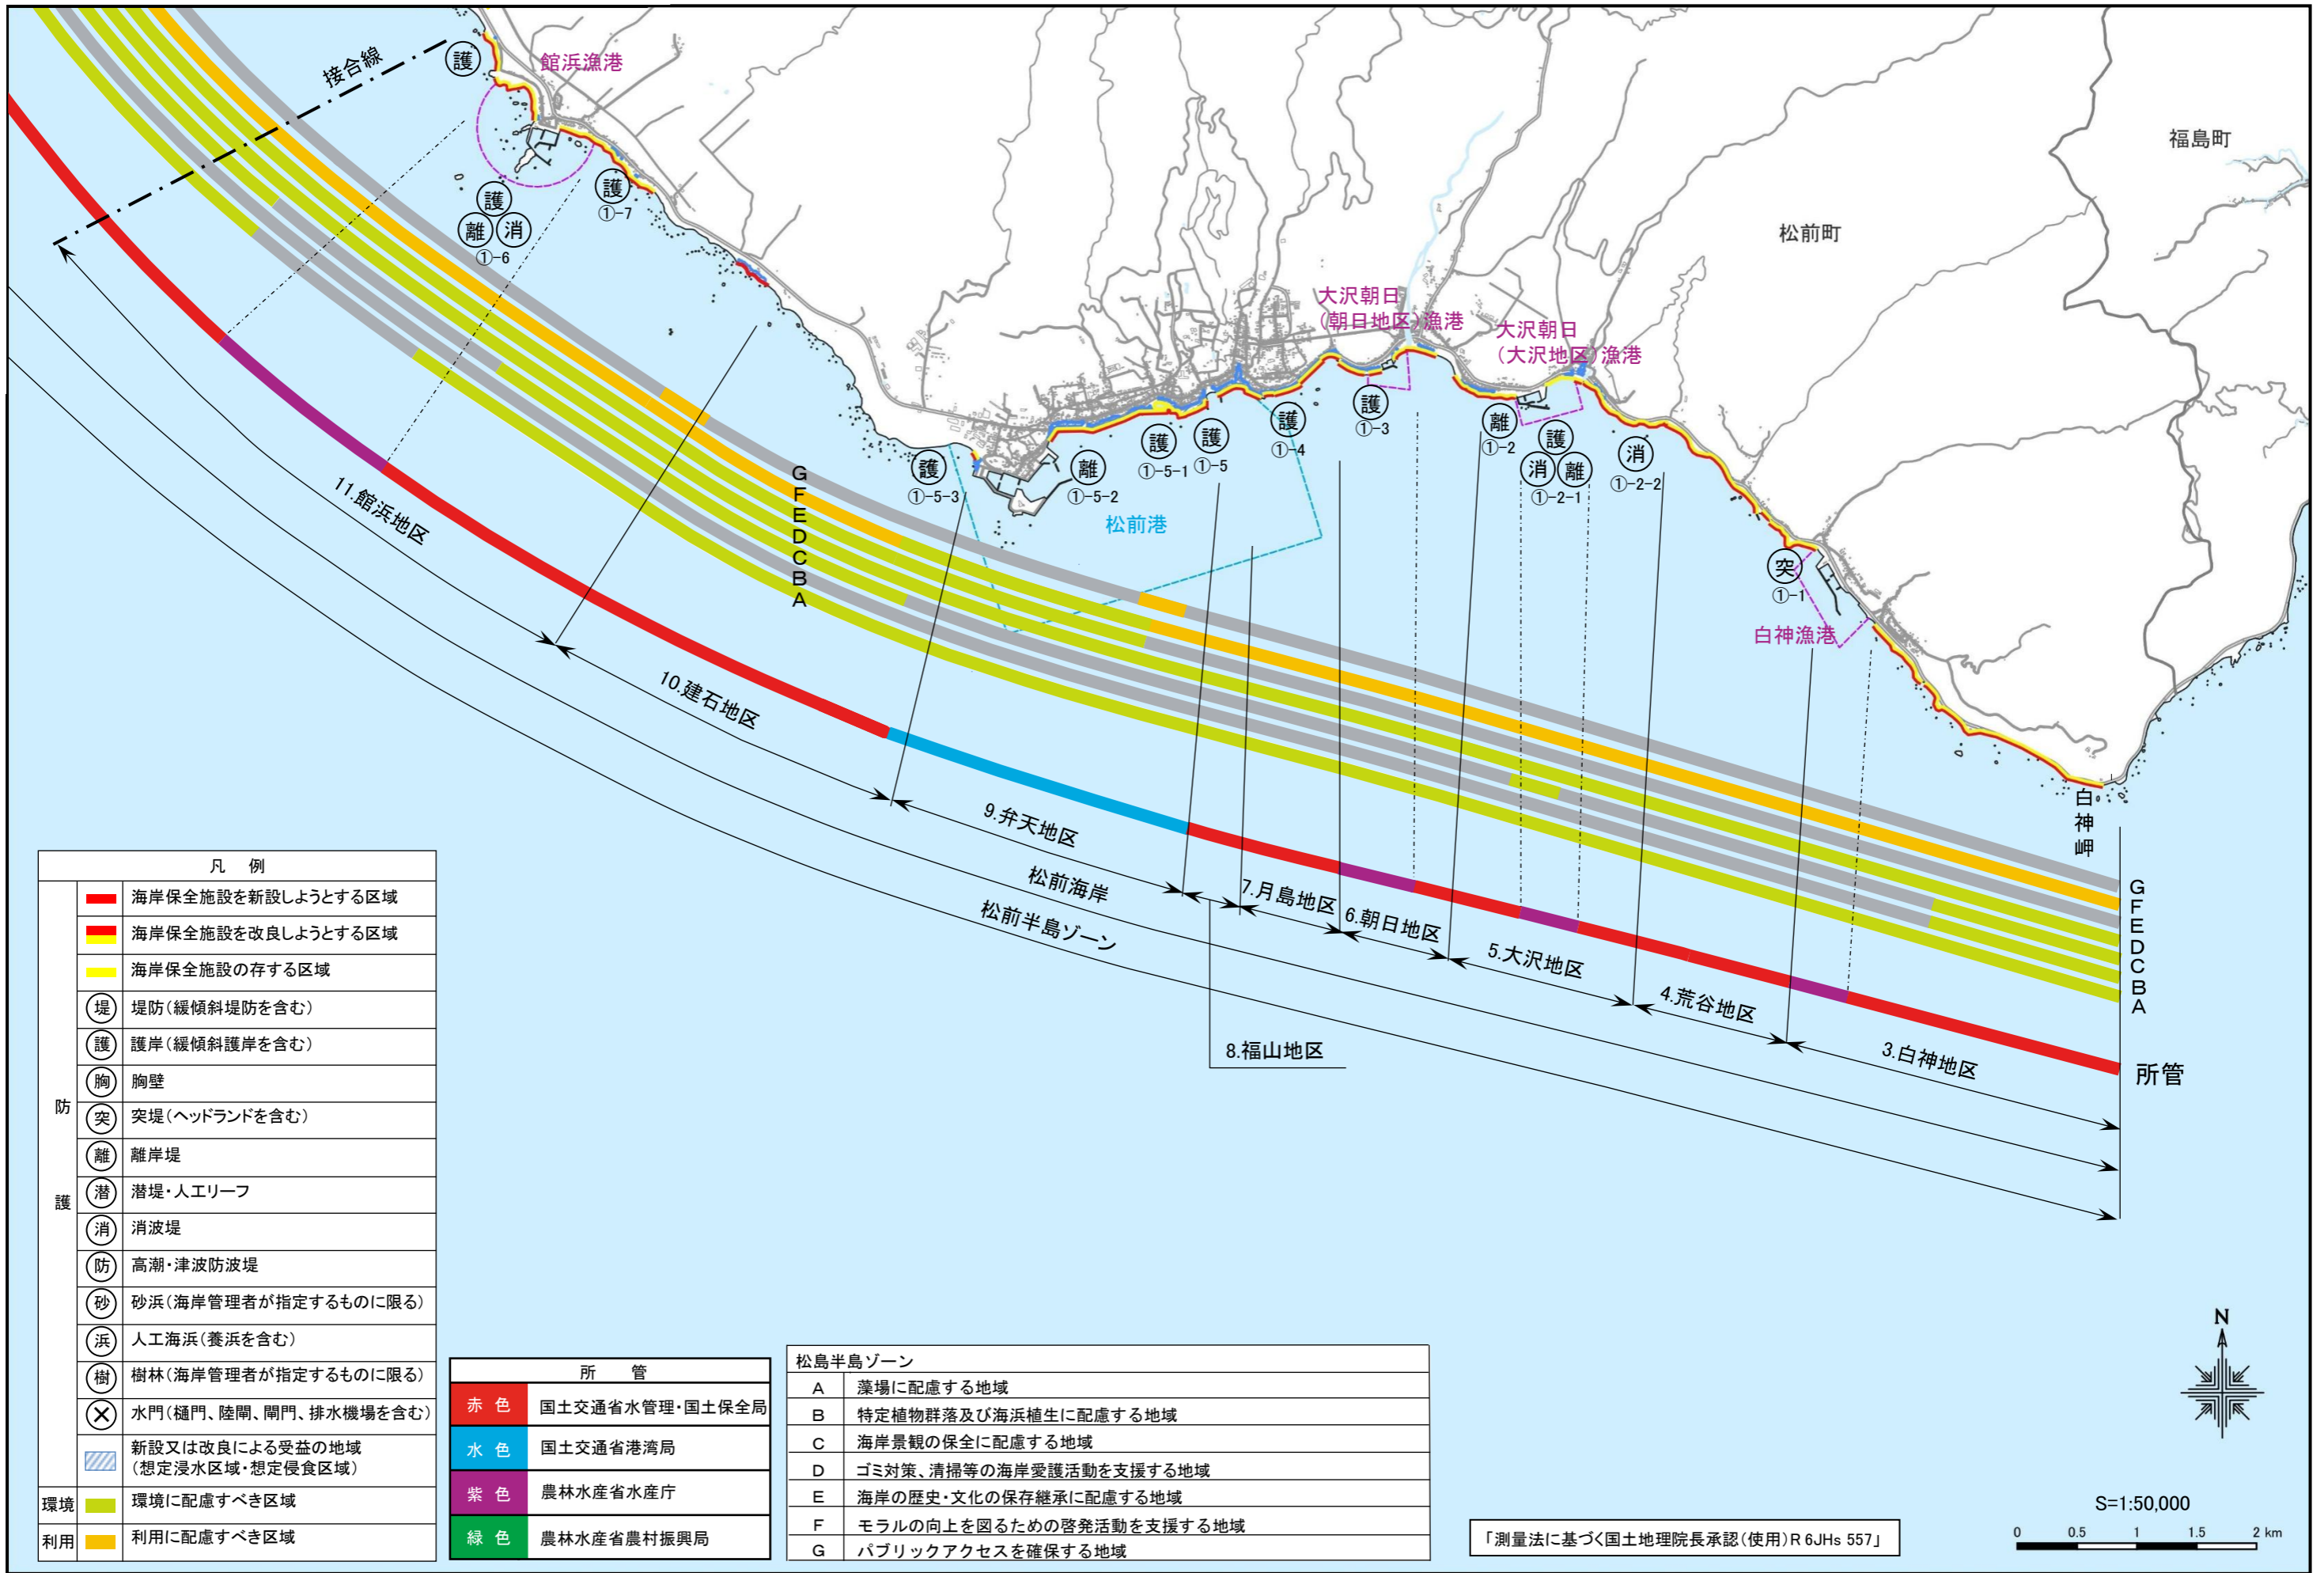 接合線
護
館浜漁港
護
離 消
①-6
護
①-7
福島町
松前町
大沢朝日
(朝日地区)漁港
大沢朝日
(大沢地区)漁港
護
①-5-3
離
①-5-2
護
①-5-1
護
①-5
護
①-4
護
①-3
離
①-2
護
消 離
①-2-1
消
①-2-2
突
①-1
松前港
白神漁港
白神岬
G
F
E
D
C
B
A
11.館浜地区
10.建石地区
9.弁天地区
8.福山地区
7.月島地区
6.朝日地区
5.大沢地区
4.荒谷地区
3.白神地区
松前海岸
松前半島ゾーン
G
F
E
D
C
B
A
所管
凡 例
防護
海岸保全施設を新設しようとする区域
海岸保全施設を改良しようとする区域
海岸保全施設の存する区域
堤 堤防(緩傾斜堤防を含む)
護 護岸(緩傾斜護岸を含む)
胸 胸壁
突 突堤(ヘッドランドを含む)
離 離岸堤
潜 潜堤・人工リーフ
消 消波堤
防 高潮・津波防波堤
砂 砂浜(海岸管理者が指定するものに限る)
浜 人工海浜(養浜を含む)
樹 樹林(海岸管理者が指定するものに限る)
水門(樋門、陸閘、閘門、排水機場を含む)
新設又は改良による受益の地域
(想定浸水区域・想定侵食区域)
環境 環境に配慮すべき区域
利用 利用に配慮すべき区域
所 管
赤 色 国土交通省水管理・国土保全局
水 色 国土交通省港湾局
紫 色 農林水産省水産庁
緑 色 農林水産省農村振興局
松島半島ゾーン
A 藻場に配慮する地域
B 特定植物群落及び海浜植生に配慮する地域
C 海岸景観の保全に配慮する地域
D ゴミ対策、清掃等の海岸愛護活動を支援する地域
E 海岸の歴史・文化の保存継承に配慮する地域
F モラルの向上を図るための啓発活動を支援する地域
G パブリックアクセスを確保する地域
「測量法に基づく国土地理院長承認(使用)R 6JHs 557」
N
S=1:50,000
0 0.5 1 1.5 2 km